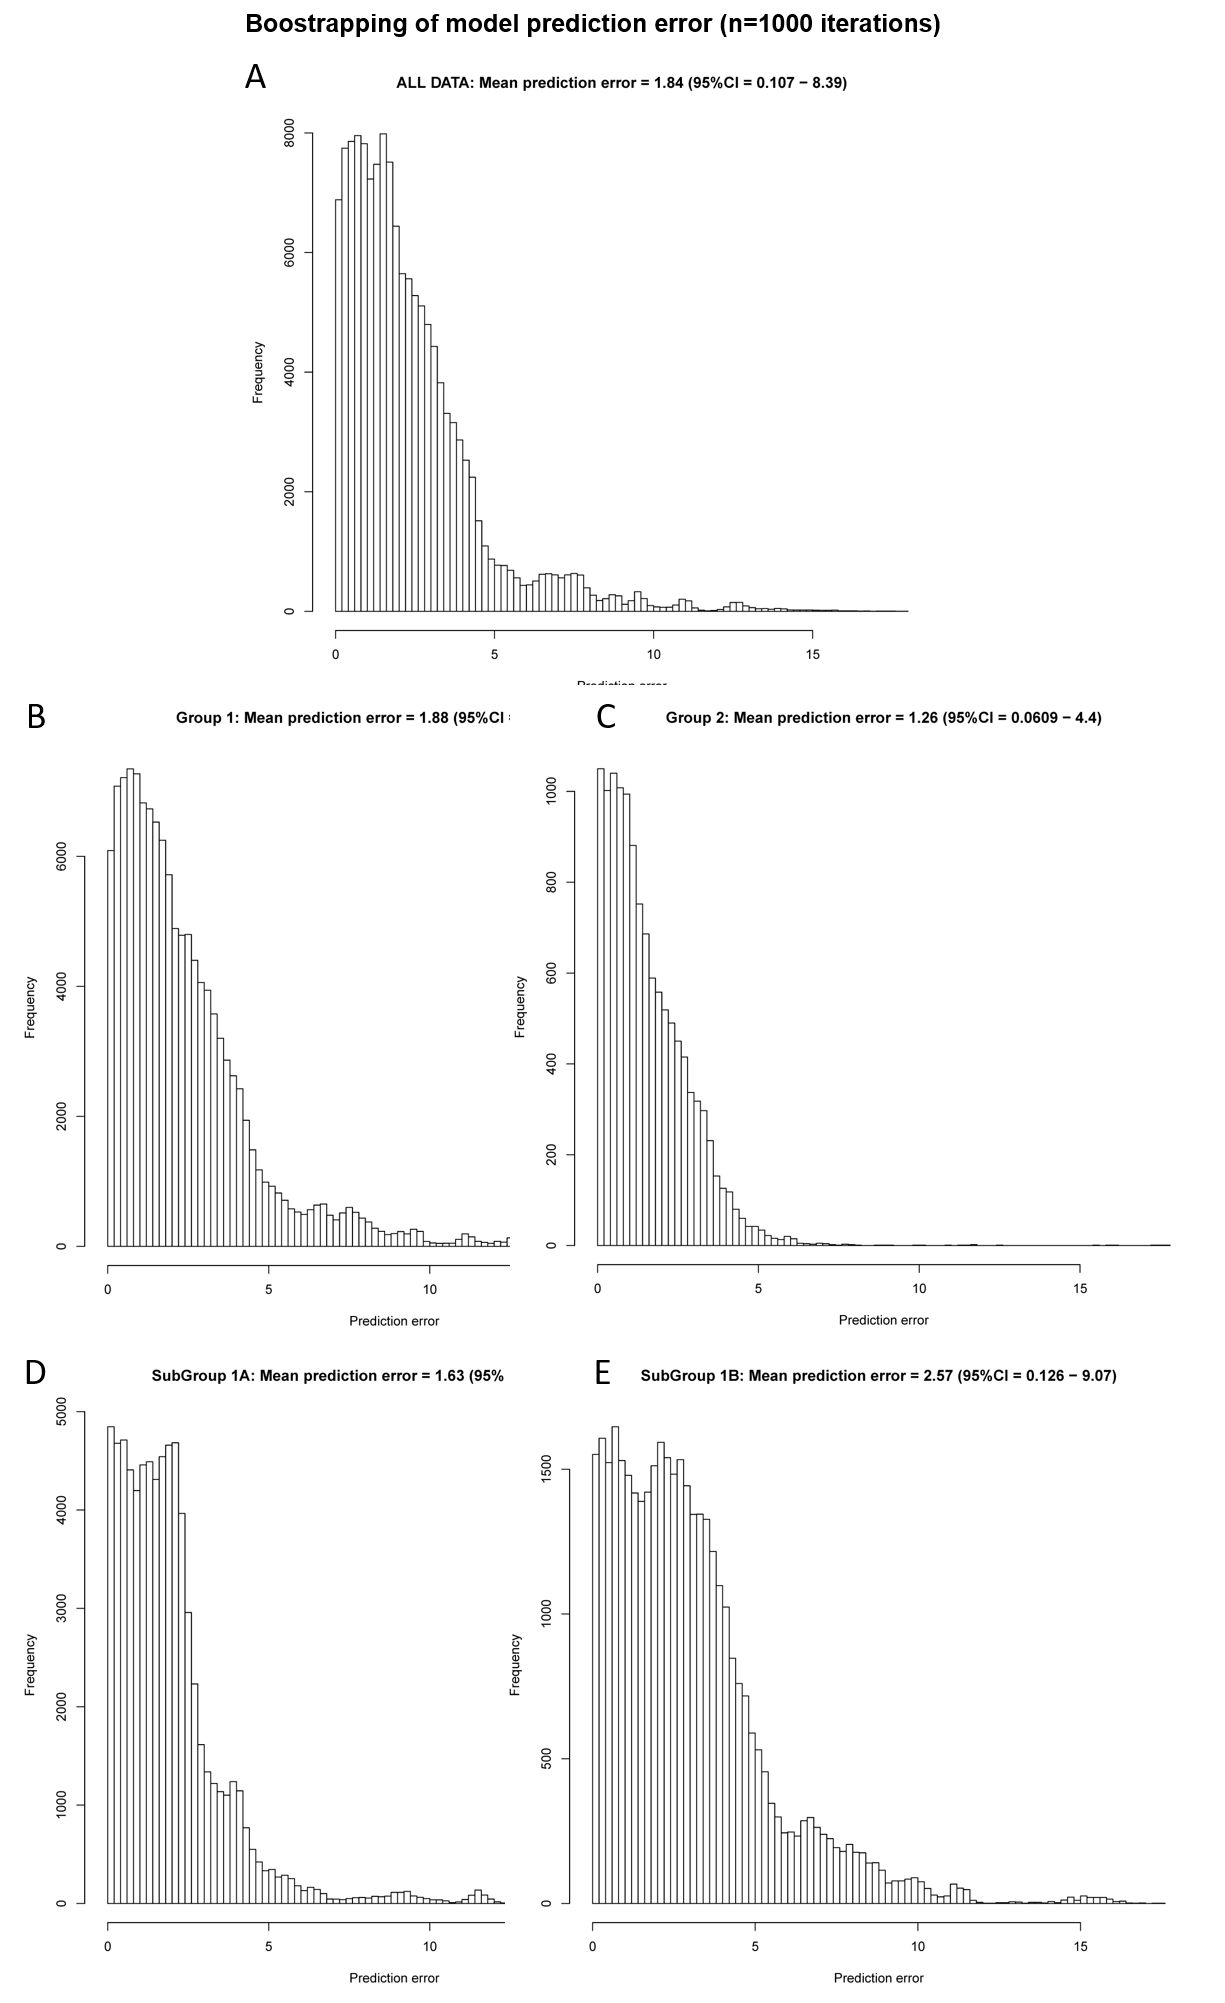 Boostrapping of model prediction error (n=1000 iterations)
A
ALL DATA: Mean prediction error = 1.84 (95%CI = 0.107 − 8.39)
8000
6000
4000
2000
0
Frequency
0 5 10 15
Prediction error
B
Group 1: Mean prediction error = 1.88 (95%CI =
6000
4000
2000
0
Frequency
0 5 10
Prediction error
C
Group 2: Mean prediction error = 1.26 (95%CI = 0.0609 − 4.4)
1000
800
600
400
200
0
Frequency
0 5 10 15
Prediction error
D
SubGroup 1A: Mean prediction error = 1.63 (95%
5000
4000
3000
2000
1000
0
Frequency
0 5 10
Prediction error
E
SubGroup 1B: Mean prediction error = 2.57 (95%CI = 0.126 − 9.07)
1500
1000
500
0
Frequency
0 5 10 15
Prediction error